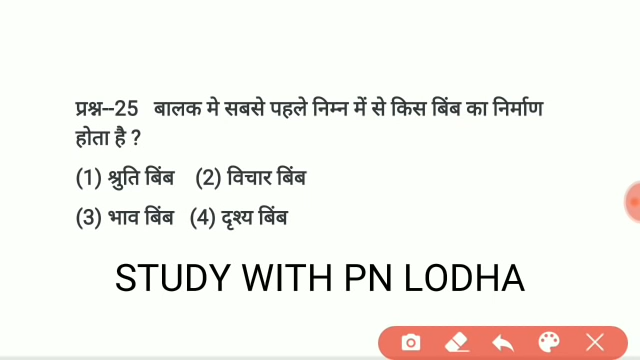 प्रश्न--25 बालक मे सबसे पहले निम्न में से किस बिंब का निर्माण
होता है ?
(1) श्रुति बिंब (2) विचार बिंब
(3) भाव बिंब (4) दृश्य बिंब
STUDY WITH PN LODHA